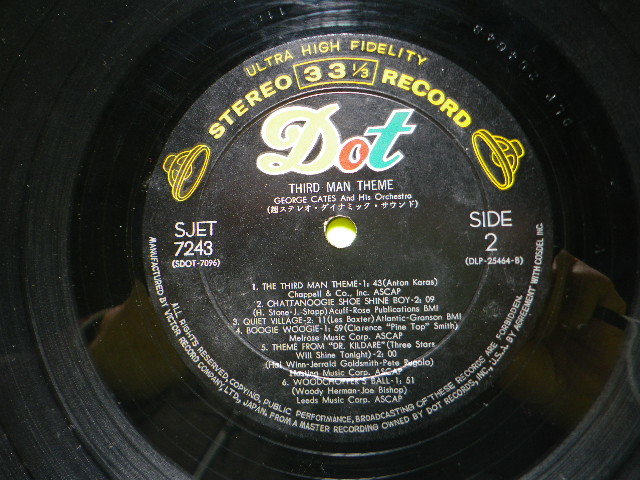 ULTRA HIGH FIDELITY
STEREO 33 1/3 RECORD
Dot
THIRD MAN THEME
GEORGE CATES And His Orchestra
(超ステレオ・ダイナミック・サウンド)
SJET
7243
(SDOT-7096)
SIDE
2
(DLP-25464-B)
1. THE THIRD MAN THEME-1: 43(Anton Karas)
Chappell & Co., Inc. ASCAP
2. CHATTANOOGIE SHOE SHINE BOY-2: 09
(H. Stone-J. Stapp) Acuff-Rose Publications BMI
3. QUIET VILLAGE-2: 11(Les Baxter) Atlantic-Granson BMI
4. BOOGIE WOOGIE-1: 59(Clarence "Pine Top" Smith)
Melrose Music Corp. ASCAP
5. THEME FROM "DR. KILDARE" (Three Stars
Will Shine Tonight)-2: 00
(Hal Winn-Jerrald Goldsmith-Pete Rugolo)
Hasting Music Corp. ASCAP
6. WOODCHOPPER'S BALL-1: 51
(Woody Herman-Joe Bishop)
Leeds Music Corp. ASCAP
ALL RIGHTS RESERVED, COPYING, PUBLIC PERFORMANCE, BROADCASTING OF THESE RECORDS ARE FORBIDDEN.
MANUFACTURED BY VICTOR RECORD COMPANY, LTD., JAPAN. FROM A MASTER RECORDING OWNED BY DOT RECORDS, INC., U.S.A. BY AGREEMENT WITH COSDEL INC.